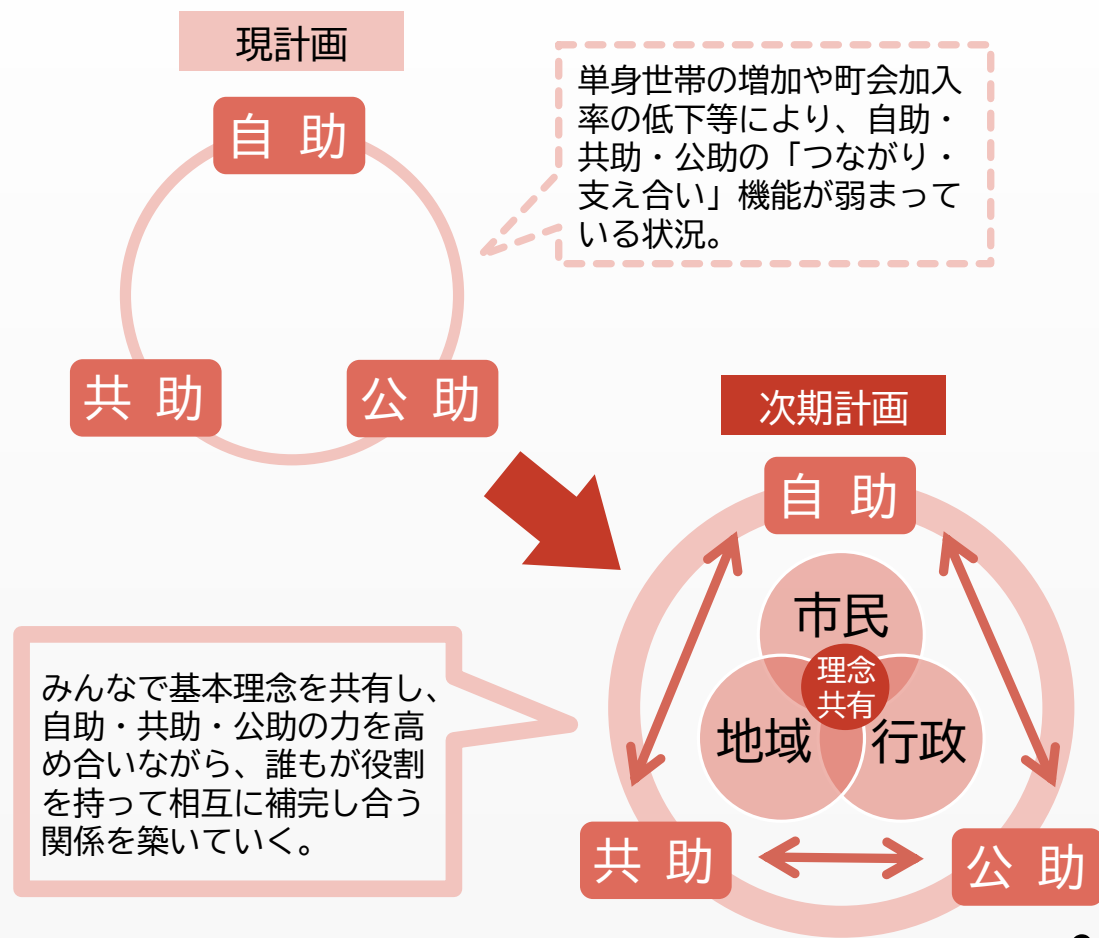 現計画
自助
共助
公助
単身世帯の増加や町会加入
率の低下等により、自助・
共助・公助の「つながり・
支え合い」機能が弱まって
いる状況。
次期計画
自助
市民
理念
共有
地域
行政
共助
公助
みんなで基本理念を共有し、
自助・共助・公助の力を高
め合いながら、誰もが役割
を持って相互に補完し合う
関係を築いていく。